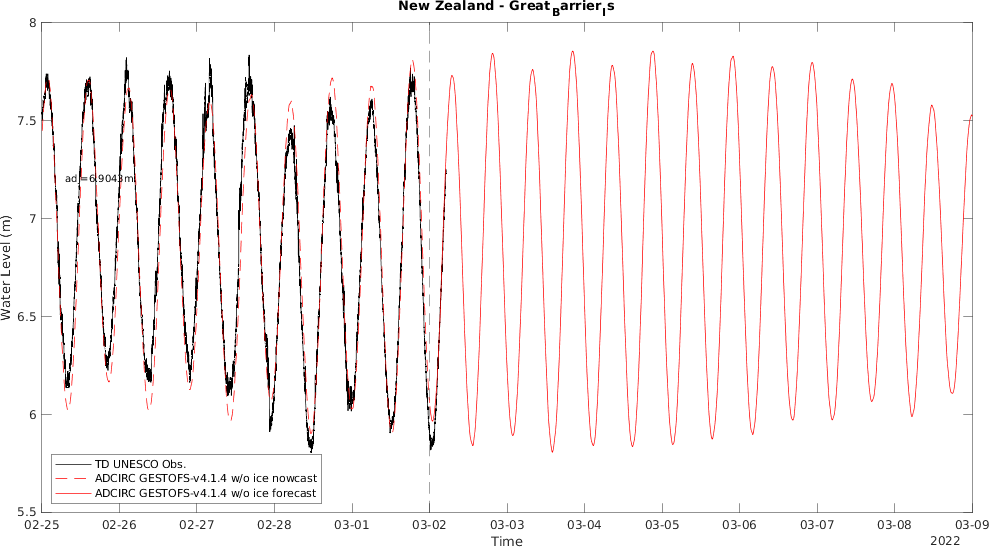 New Zealand - Great_Barrier_Is
8
7.5
7
6.5
6
5.5
Water Level (m)
ad =6.9043m.
TD UNESCO Obs.
ADCIRC GESTOFS-v4.1.4 w/o ice nowcast
ADCIRC GESTOFS-v4.1.4 w/o ice forecast
02-25 02-26 02-27 02-28 03-01 03-02 03-03 03-04 03-05 03-06 03-07 03-08 03-09
Time
2022